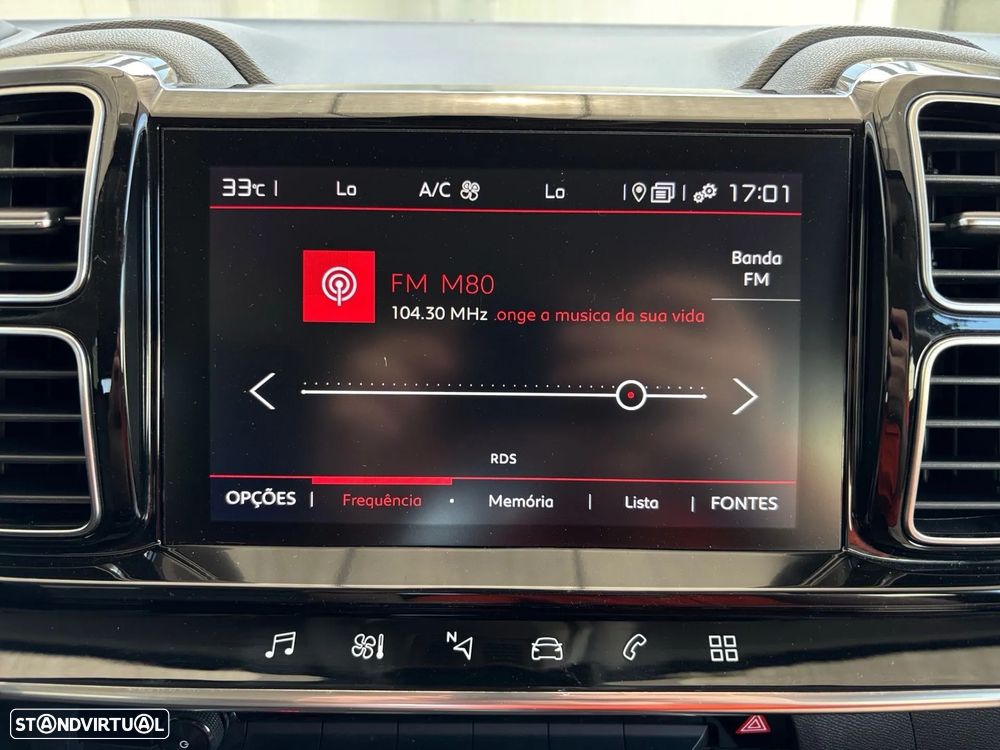 33°C | Lo A/C Lo | | 17:01
Banda
FM
FM M80
104.30 MHz .onge a musica da sua vida
RDS
OPÇÕES | Frequência · Memória | Lista | FONTES
N
STANDVIRTUAL